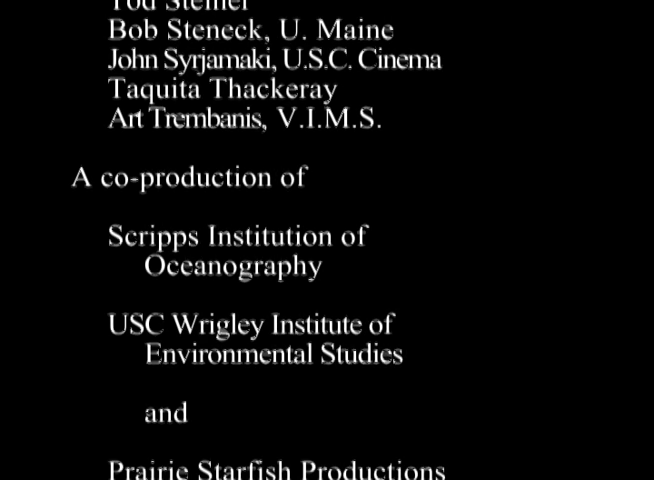 Bob Steneck, U. Maine
John Syrjamaki, U.S.C. Cinema
Taquita Thackeray
Art Trembanis, V.I.M.S.
A co-production of
Scripps Institution of
Oceanography
USC Wrigley Institute of
Environmental Studies
and
Prairie Starfish Productions